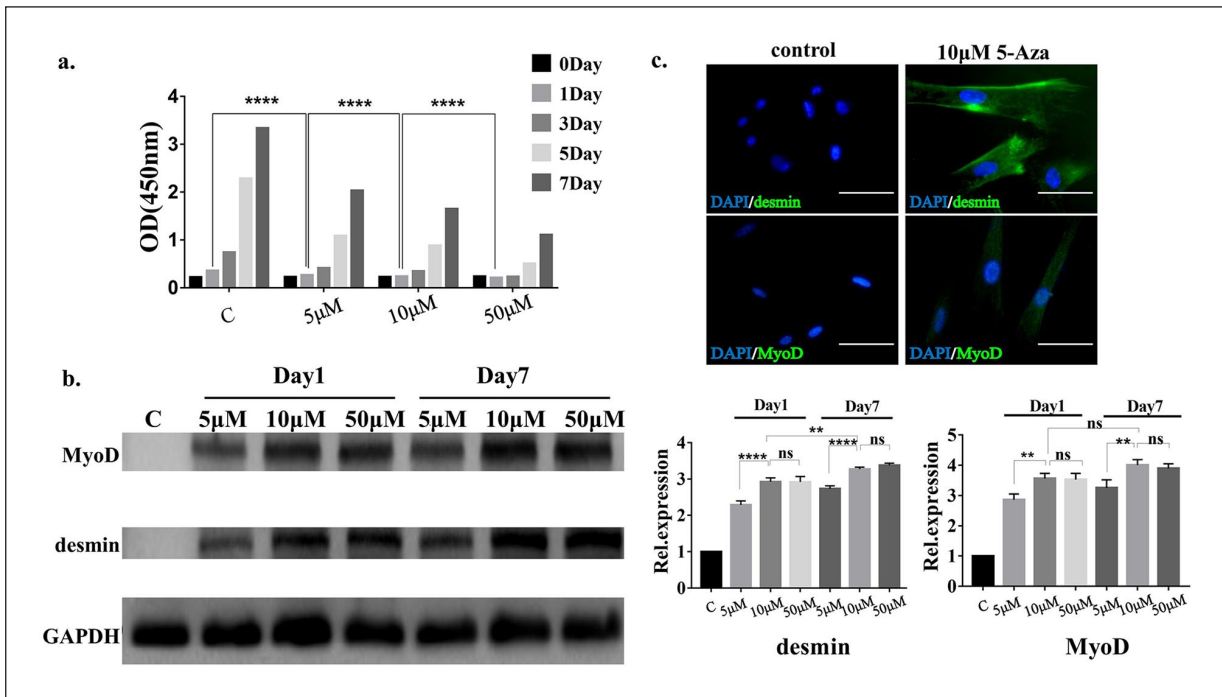 a.
0Day
1Day
3Day
5Day
7Day
****
****
****
OD(450nm)
4
3
2
1
0
C
5μM
10μM
50μM
b.
Day1
Day7
C
5μM
10μM
50μM
5μM
10μM
50μM
MyoD
desmin
GAPDH
c.
control
10μM 5-Aza
DAPI/desmin
DAPI/desmin
DAPI/MyoD
DAPI/MyoD
Day1
Day7
**
****
ns
****
ns
Rel.expression
4
3
2
1
0
C
5μM
10μM
50μM
5μM
10μM
50μM
desmin
Day1
Day7
ns
**
ns
**
ns
Rel.expression
5
4
3
2
1
0
C
5μM
10μM
50μM
5μM
10μM
50μM
MyoD